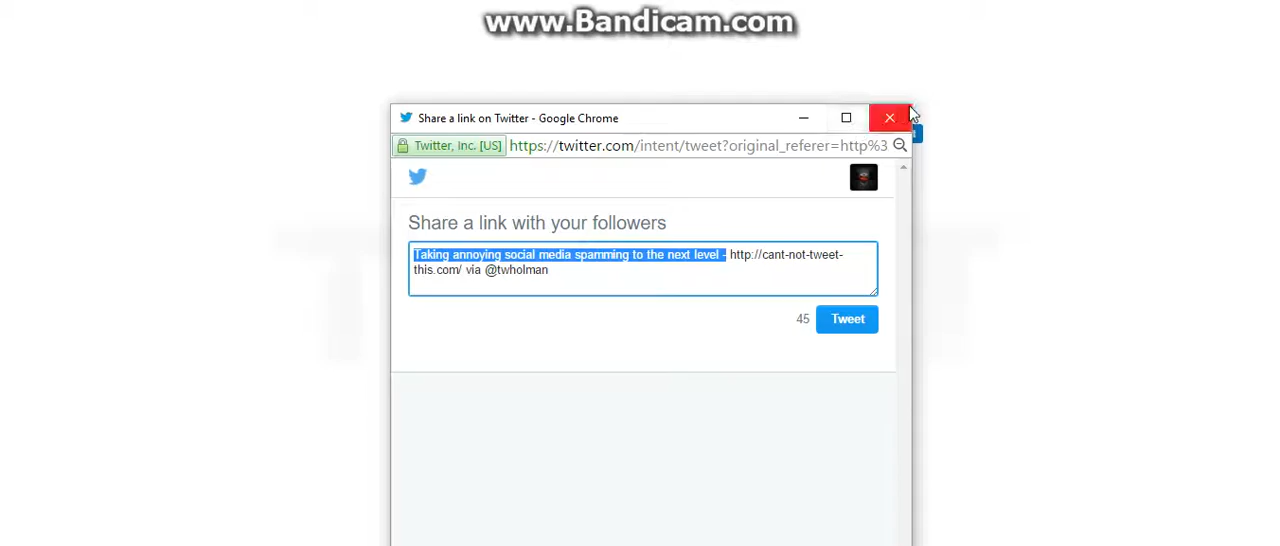 www.Bandicam.com
Share a link on Twitter - Google Chrome
Twitter, Inc. [US] https://twitter.com/intent/tweet?original_referer=http%3
Share a link with your followers
Taking annoying social media spamming to the next level - http://cant-not-tweet-
this.com/ via @twholman
45 Tweet